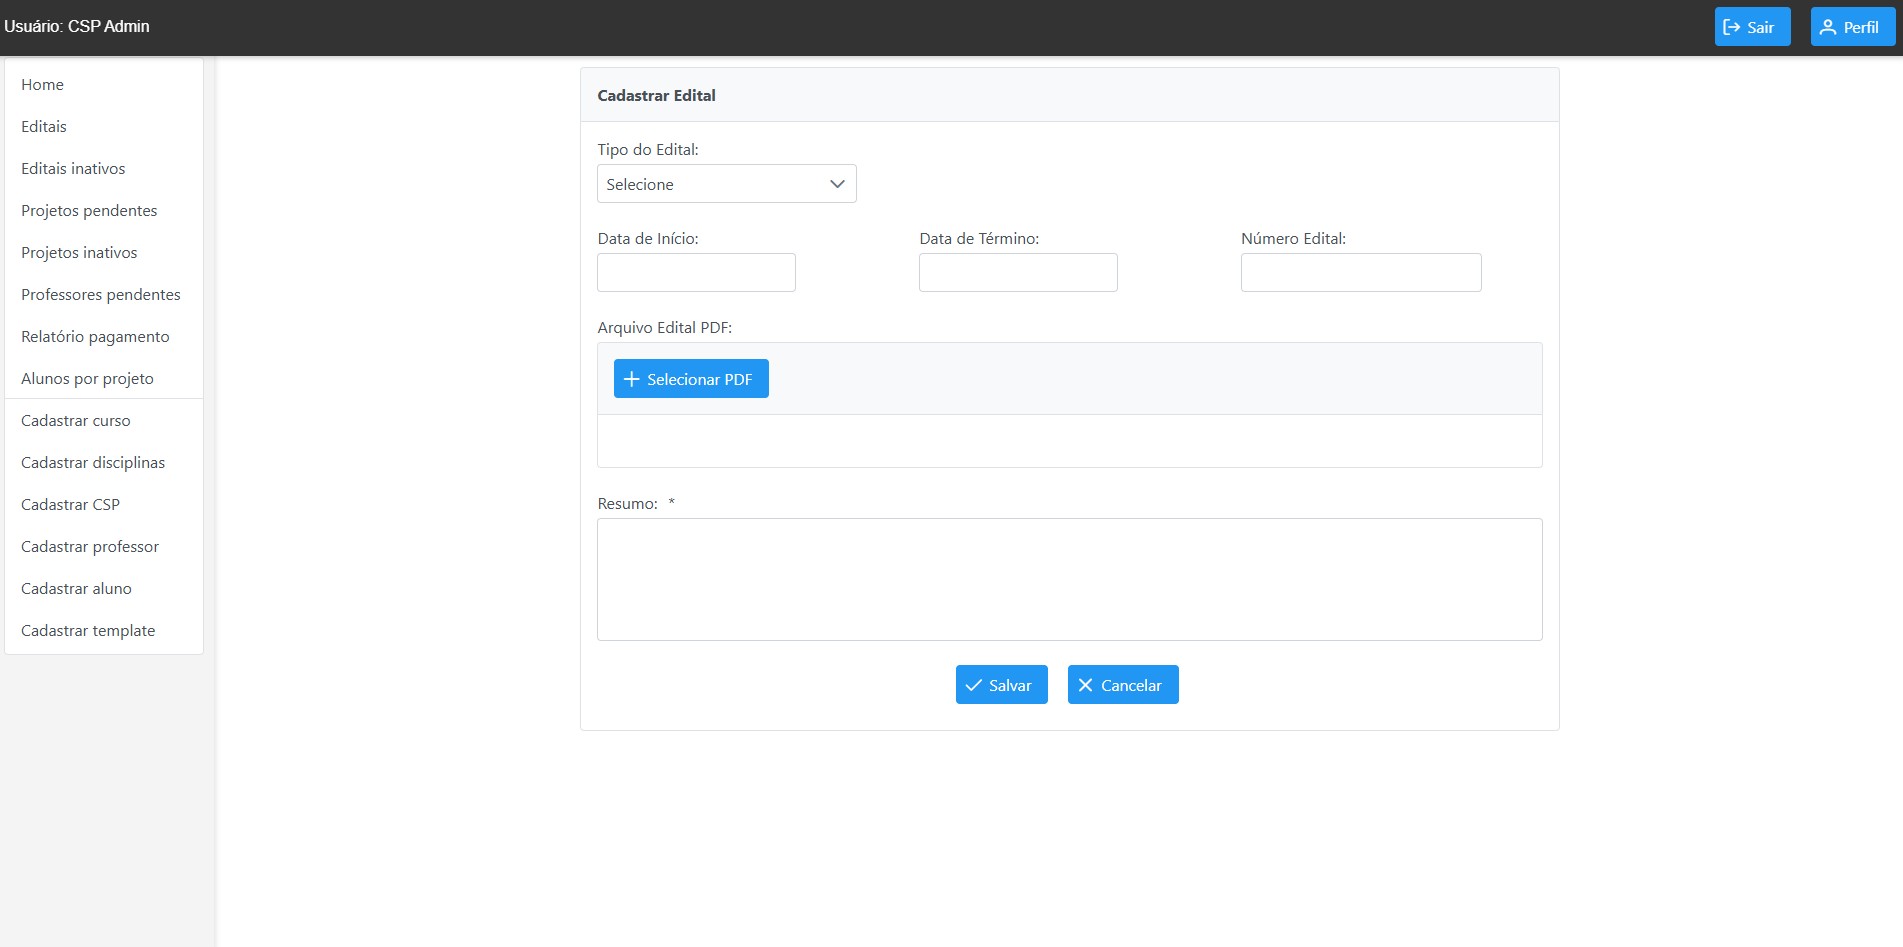 Usuário: CSP Admin
Sair
Perfil
Home
Editais
Editais inativos
Projetos pendentes
Projetos inativos
Professores pendentes
Relatório pagamento
Alunos por projeto
Cadastrar curso
Cadastrar disciplinas
Cadastrar CSP
Cadastrar professor
Cadastrar aluno
Cadastrar template
Cadastrar Edital
Tipo do Edital:
Selecione
Data de Início:
Data de Término:
Número Edital:
Arquivo Edital PDF:
Selecionar PDF
Resumo: *
Salvar
Cancelar